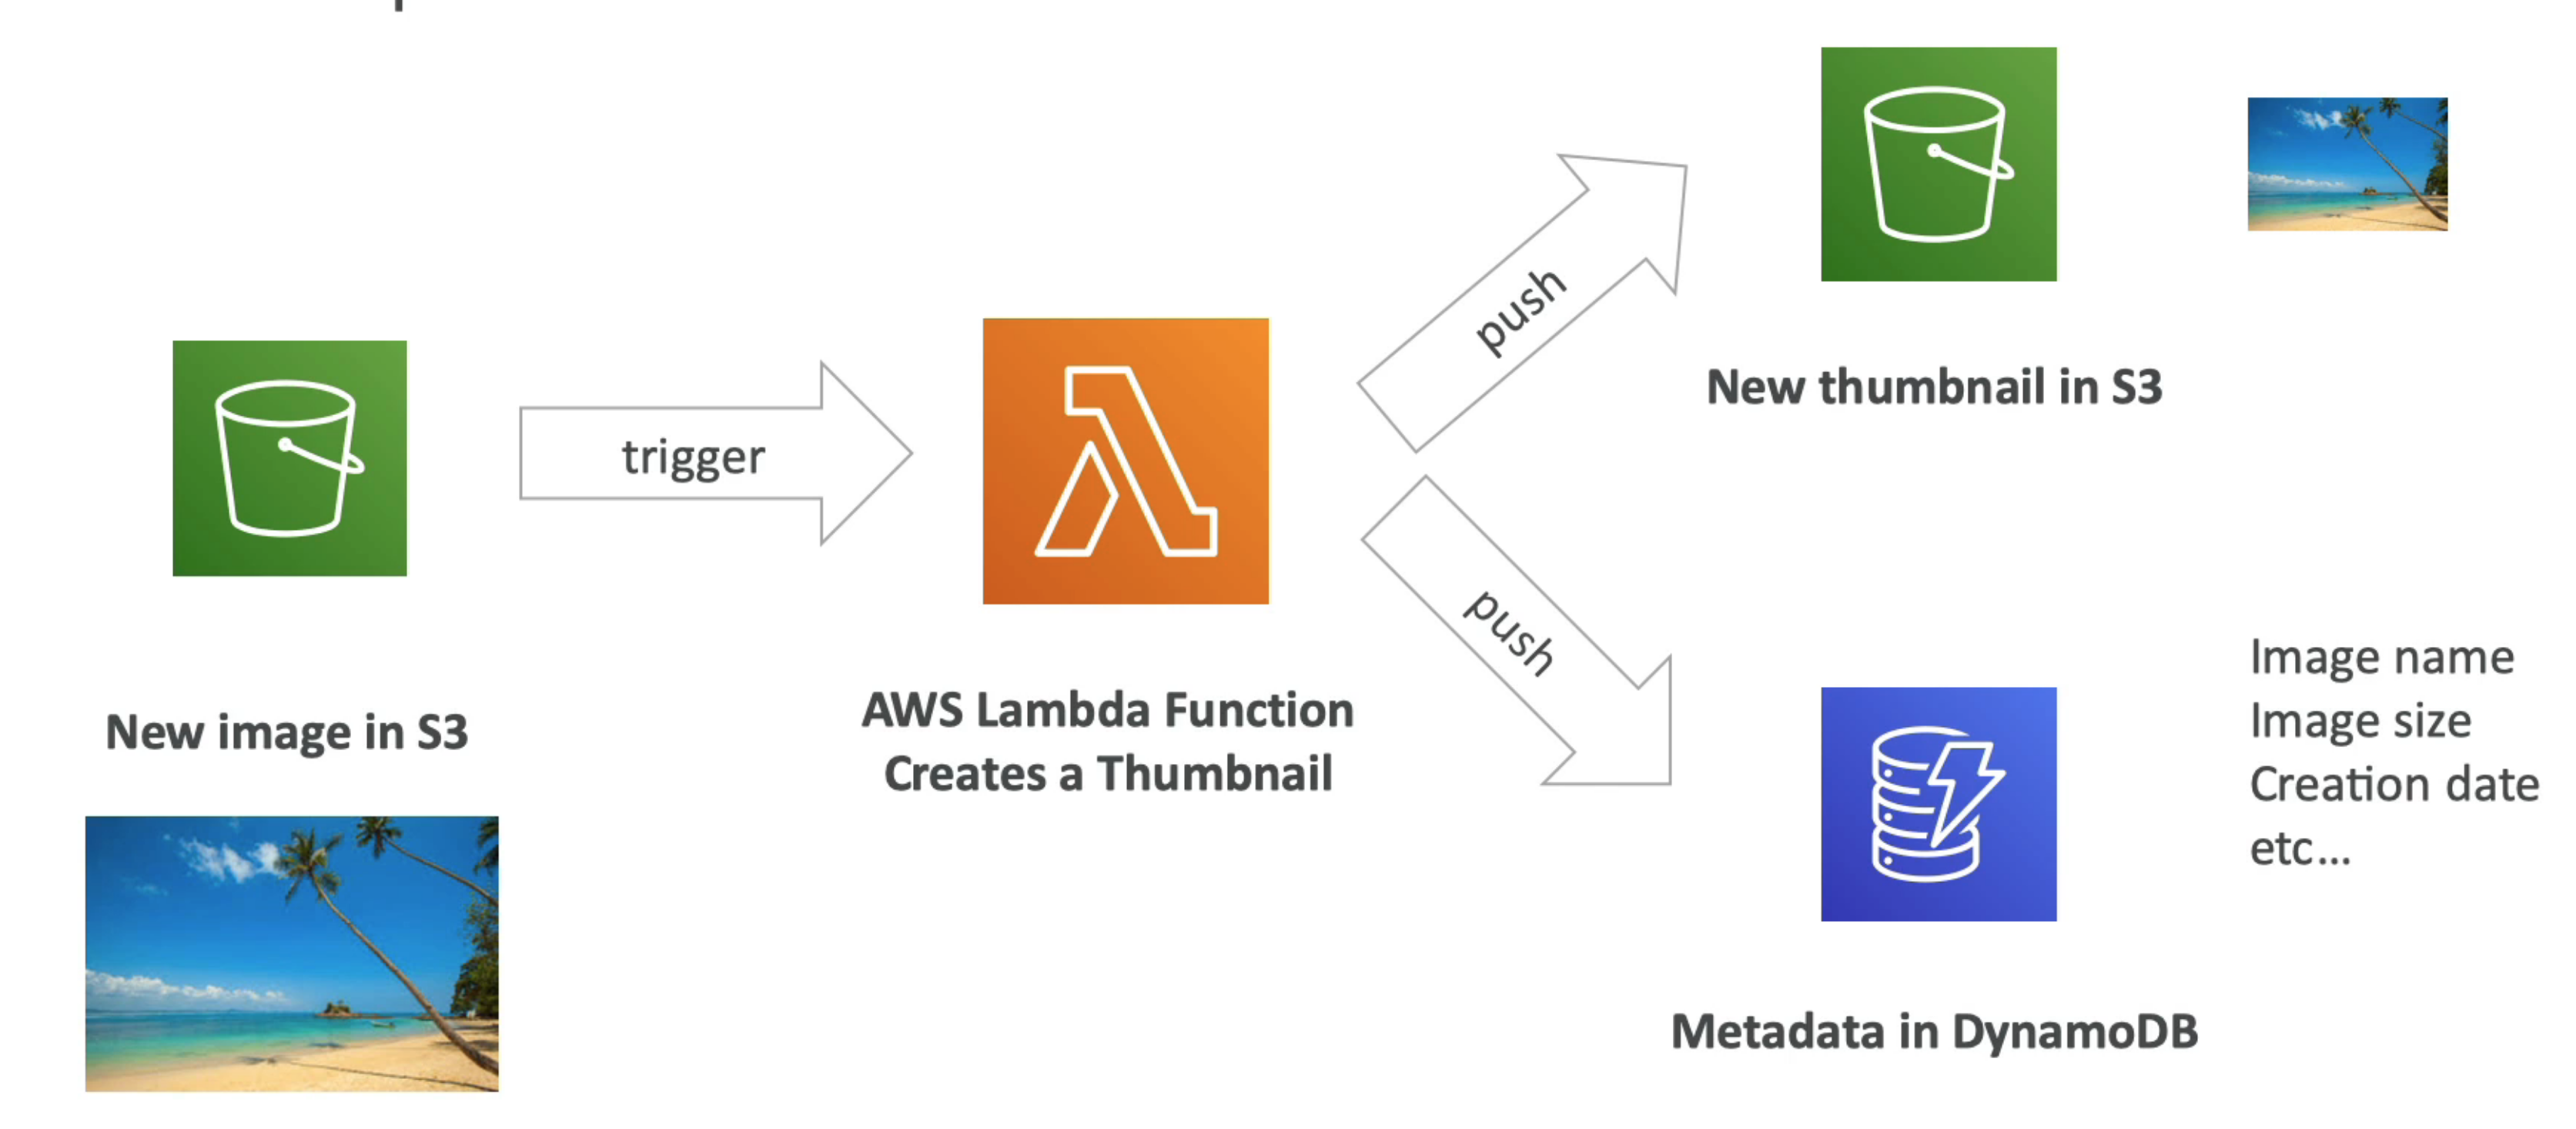 New image in S3
trigger
AWS Lambda Function
Creates a Thumbnail
push
New thumbnail in S3
push
Image name
Image size
Creation date
etc...
Metadata in DynamoDB